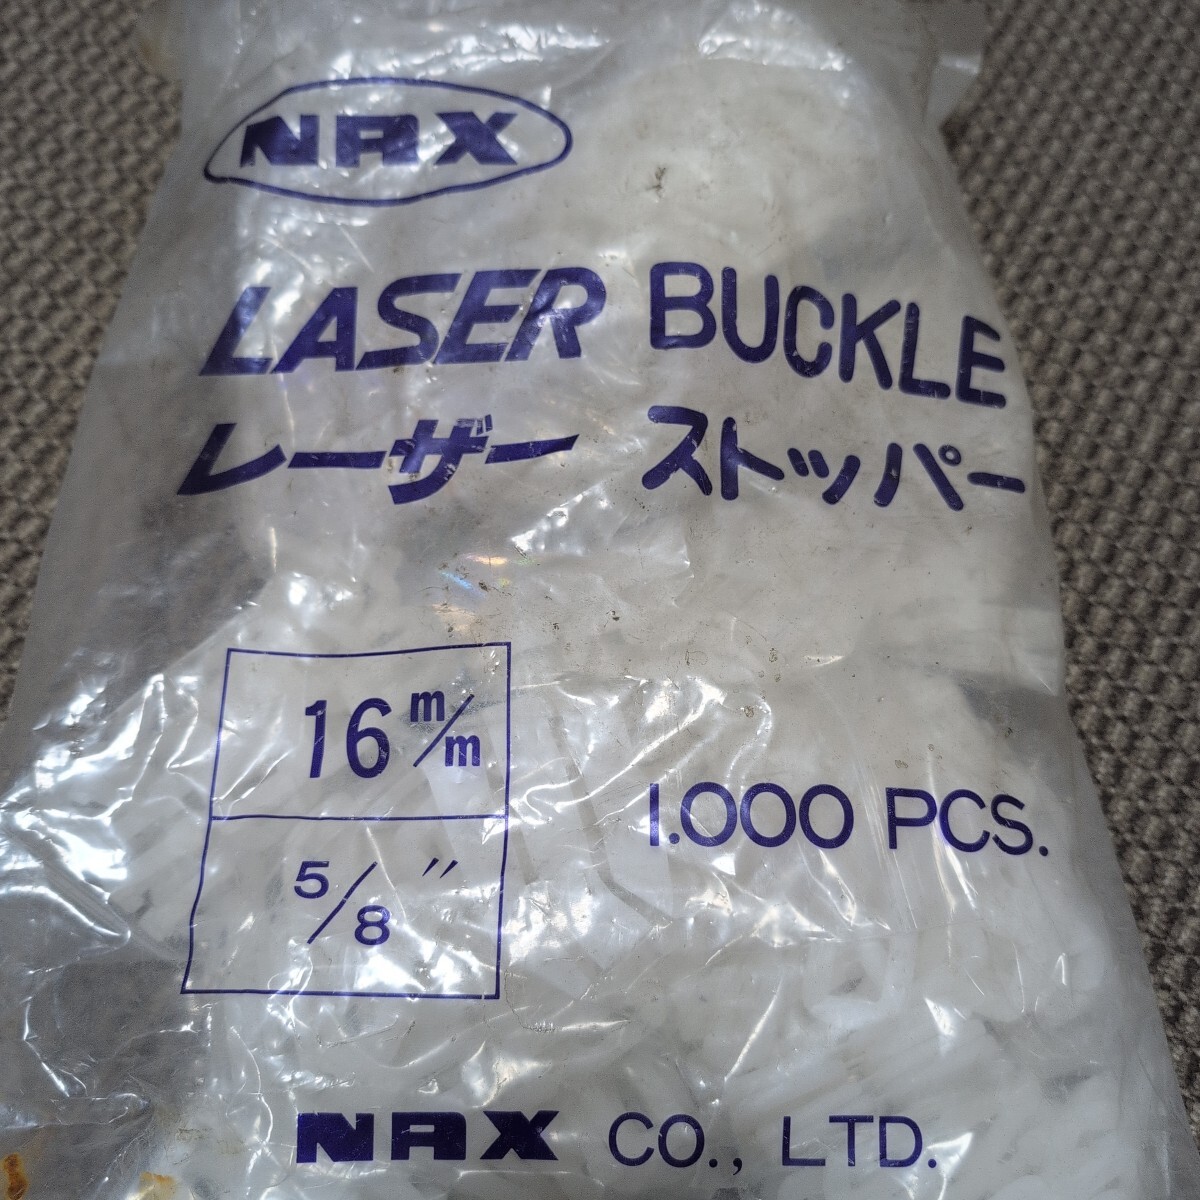 NAX
LASER BUCKLE
レーザー ストッパー
16 m/m
5/8″
1.000 PCS.
NAX CO., LTD.